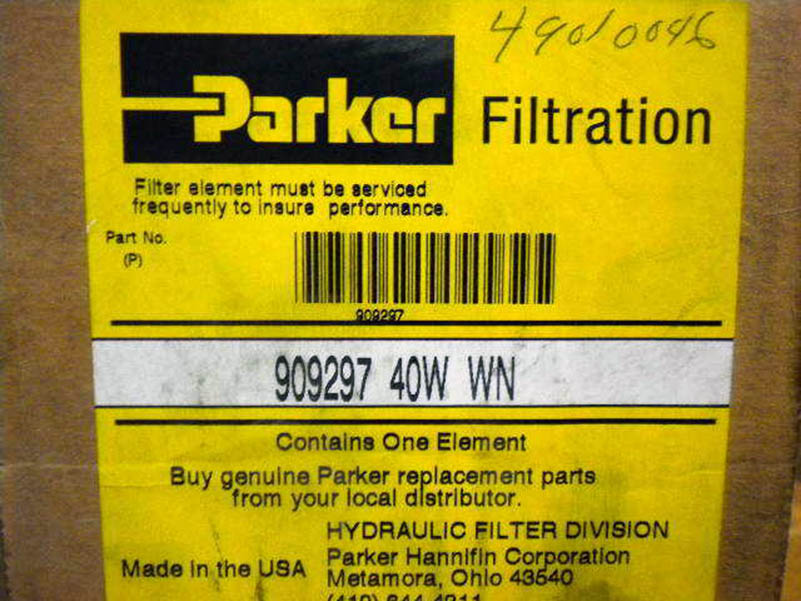 49010046
Parker Filtration
Filter element must be serviced
frequently to insure performance.
Part No.
(P)
909297
909297 40W WN
Contains One Element
Buy genuine Parker replacement parts
from your local distributor.
HYDRAULIC FILTER DIVISION
Made in the USA Parker Hannifin Corporation
Metamora, Ohio 43540